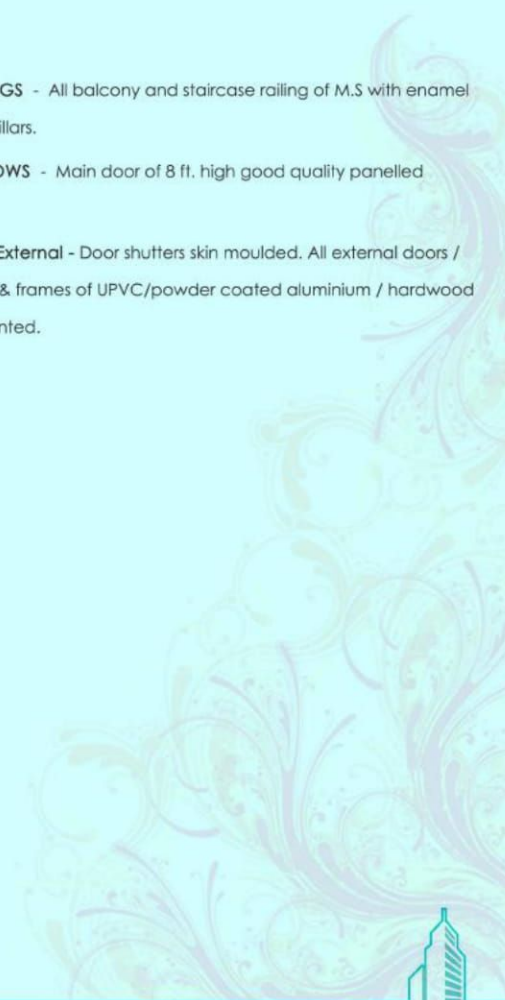 GS - All balcony and staircase railing of M.S with enamel
illars.
OWS - Main door of 8 ft. high good quality panelled
External - Door shutters skin moulded. All external doors /
& frames of UPVC/powder coated aluminium / hardwood
nted.